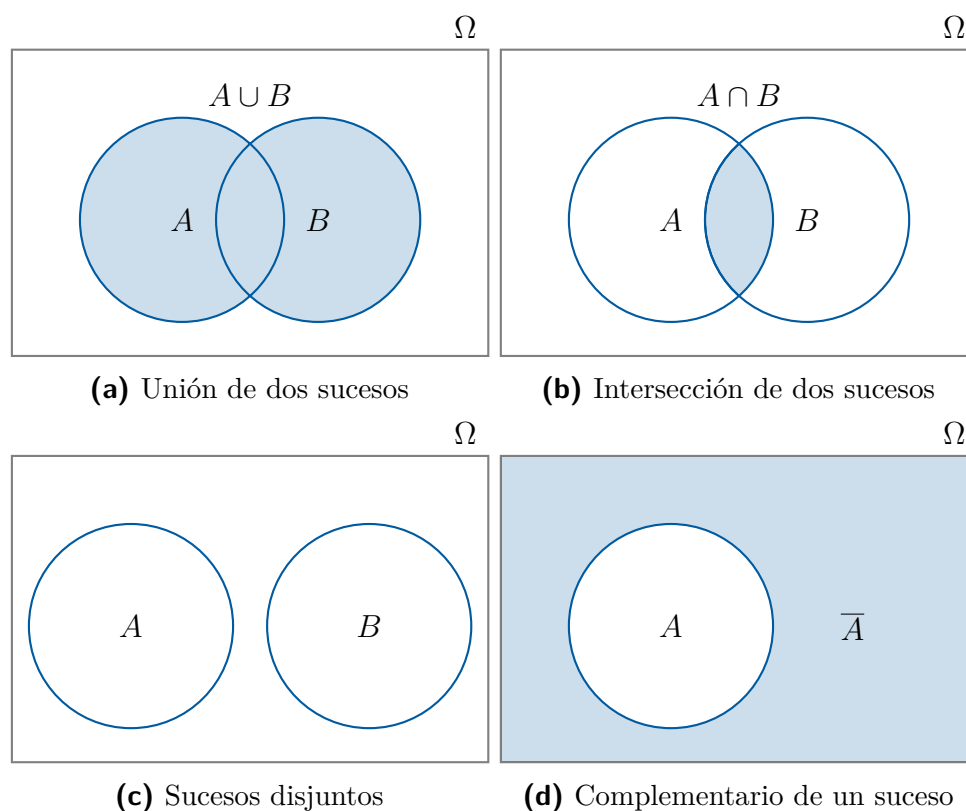 Ω Ω
A ∪ B A ∩ B
A B A B
(a) Unión de dos sucesos (b) Intersección de dos sucesos
Ω Ω
A B A A̅
(c) Sucesos disjuntos (d) Complementario de un suceso